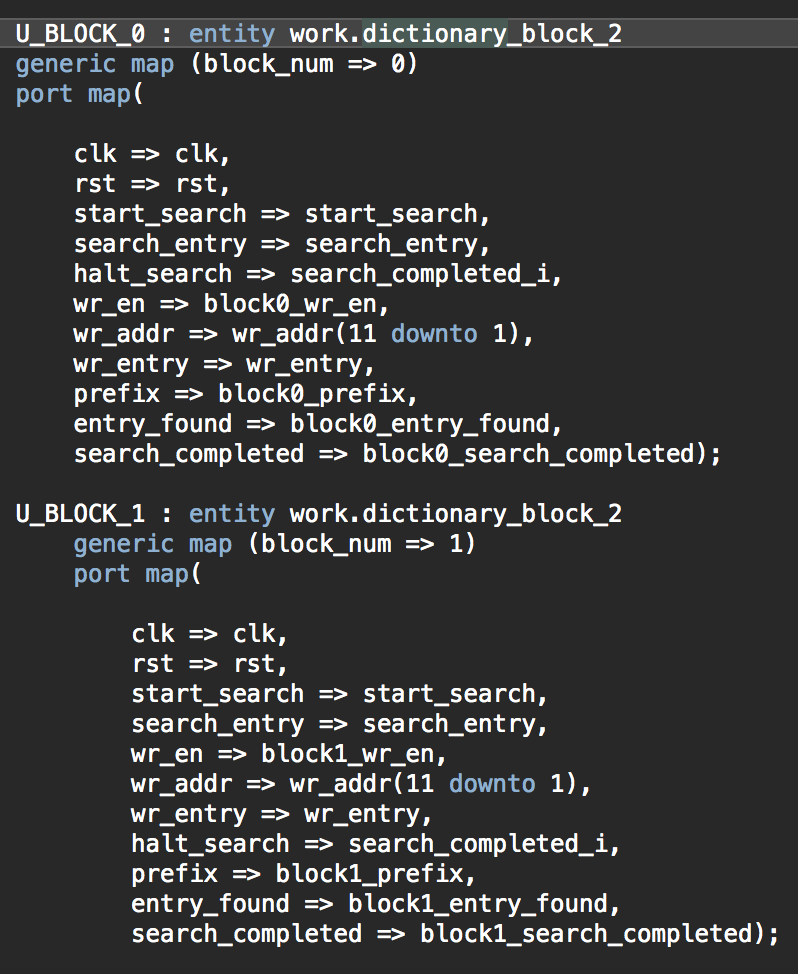 U_BLOCK_0 : entity work.dictionary_block_2
generic map (block_num => 0)
port map(
clk => clk,
rst => rst,
start_search => start_search,
search_entry => search_entry,
halt_search => search_completed_i,
wr_en => block0_wr_en,
wr_addr => wr_addr(11 downto 1),
wr_entry => wr_entry,
prefix => block0_prefix,
entry_found => block0_entry_found,
search_completed => block0_search_completed);
U_BLOCK_1 : entity work.dictionary_block_2
generic map (block_num => 1)
port map(
clk => clk,
rst => rst,
start_search => start_search,
search_entry => search_entry,
wr_en => block1_wr_en,
wr_addr => wr_addr(11 downto 1),
wr_entry => wr_entry,
halt_search => search_completed_i,
prefix => block1_prefix,
entry_found => block1_entry_found,
search_completed => block1_search_completed);